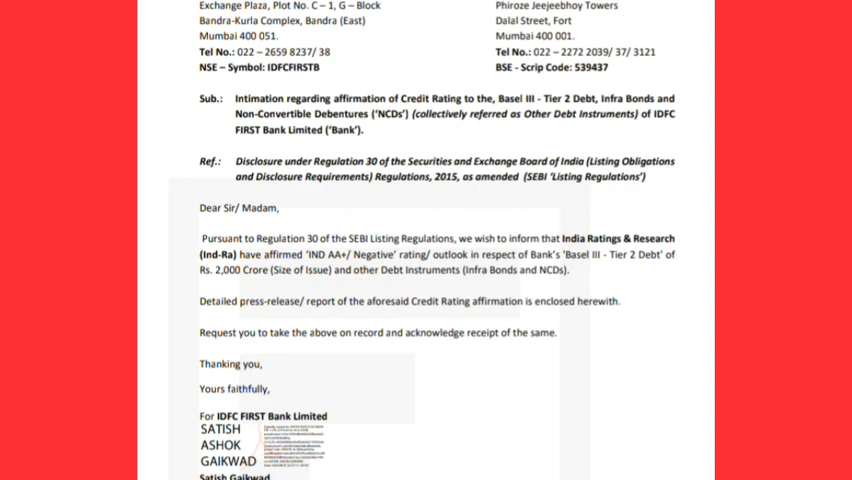 Exchange Plaza, Plot No. C – 1, G – Block
Bandra-Kurla Complex, Bandra (East)
Mumbai 400 051.
Tel No.: 022 – 2659 8237/ 38
NSE – Symbol: IDFCFIRSTB
Phiroze Jeejeebhoy Towers
Dalal Street, Fort
Mumbai 400 001.
Tel No.: 022 – 2272 2039/ 37/ 3121
BSE - Scrip Code: 539437
Sub.: Intimation regarding affirmation of Credit Rating to the, Basel III - Tier 2 Debt, Infra Bonds and
Non-Convertible Debentures ('NCDs') (collectively referred as Other Debt Instruments) of IDFC
FIRST Bank Limited ('Bank').
Ref.: Disclosure under Regulation 30 of the Securities and Exchange Board of India (Listing Obligations
and Disclosure Requirements) Regulations, 2015, as amended (SEBI 'Listing Regulations')
Dear Sir/ Madam,
Pursuant to Regulation 30 of the SEBI Listing Regulations, we wish to inform that India Ratings & Research
(Ind-Ra) have affirmed 'IND AA+/ Negative' rating/ outlook in respect of Bank's 'Basel III - Tier 2 Debt' of
Rs. 2,000 Crore (Size of Issue) and other Debt Instruments (Infra Bonds and NCDs).
Detailed press-release/ report of the aforesaid Credit Rating affirmation is enclosed herewith.
Request you to take the above on record and acknowledge receipt of the same.
Thanking you,
Yours faithfully,
For IDFC FIRST Bank Limited
SATISH
ASHOK
GAIKWAD
Satish Gaikwad